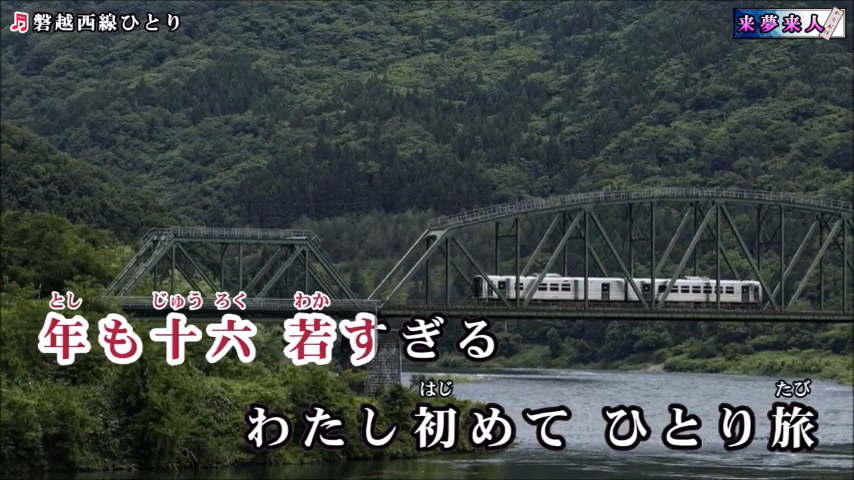 ♬磐越西線ひとり
来夢来人
とし じゅう ろく わか
年も十六 若すぎる
はじ たび
わたし初めて ひとり旅